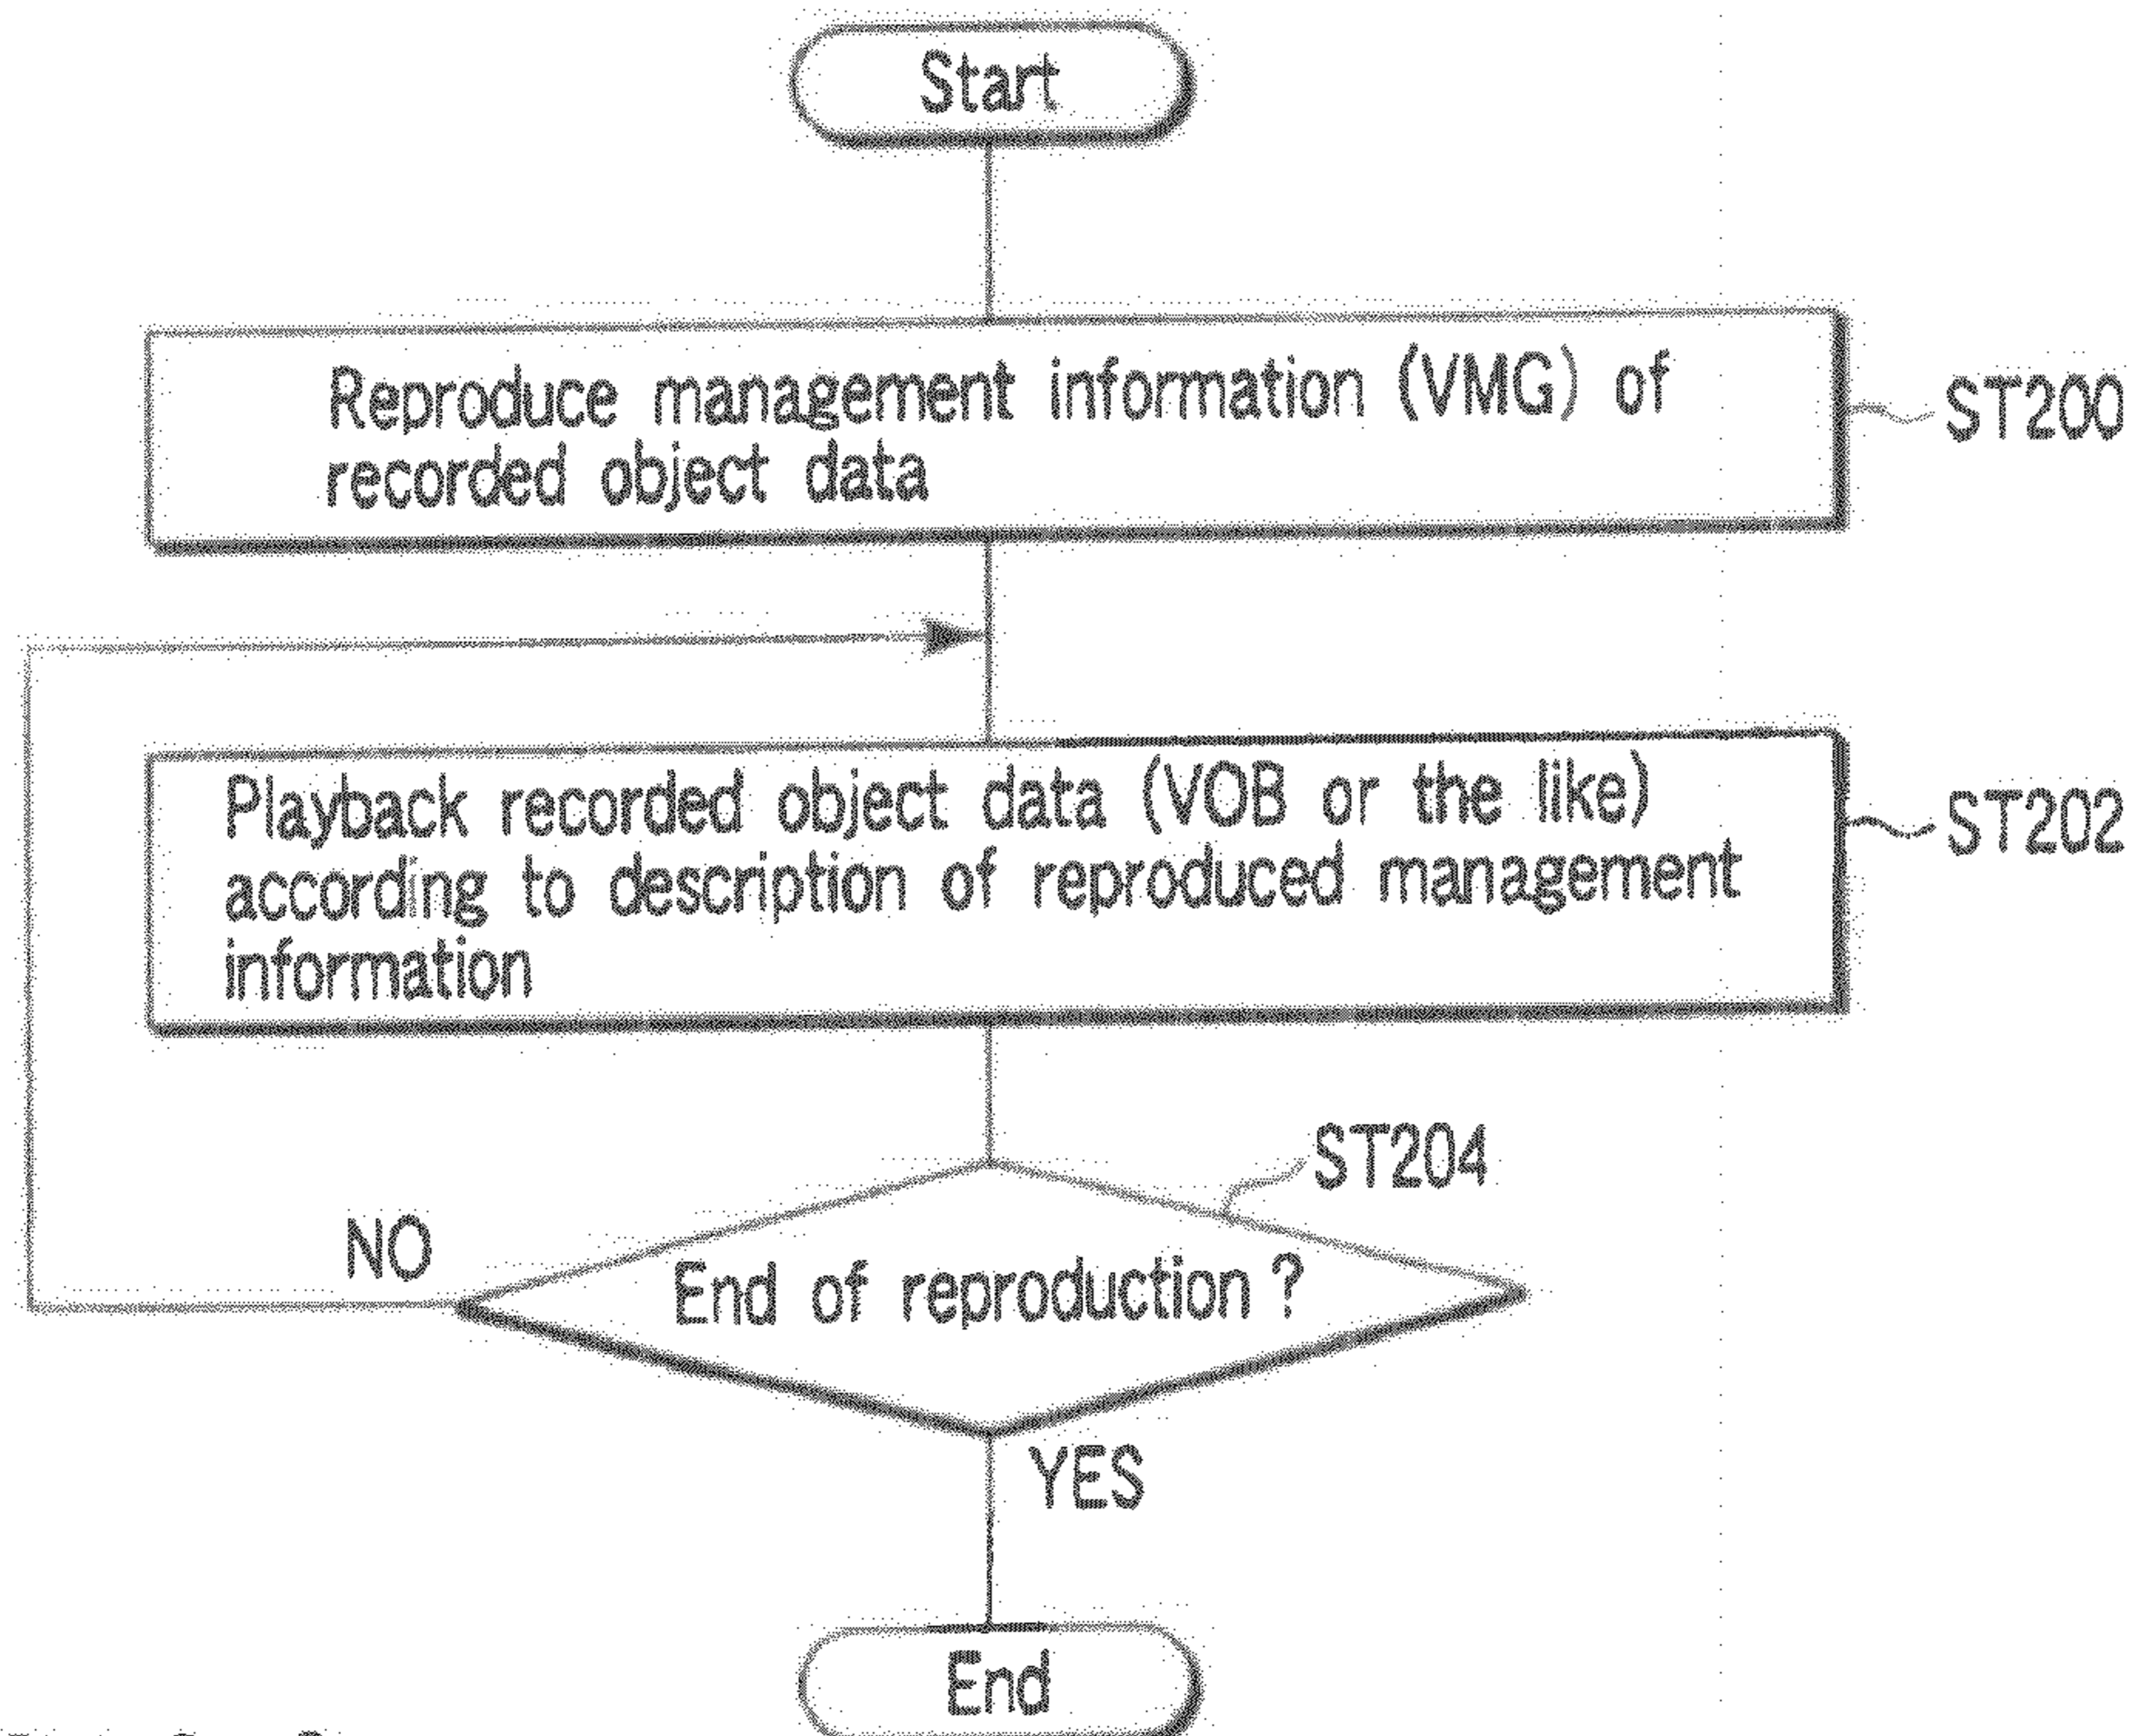 Start
Reproduce management information (VMG) of
recorded object data
ST200
Playback recorded object data (VOB or the like)
according to description of reproduced management
information
ST202
ST204
NO
End of reproduction ?
YES
End